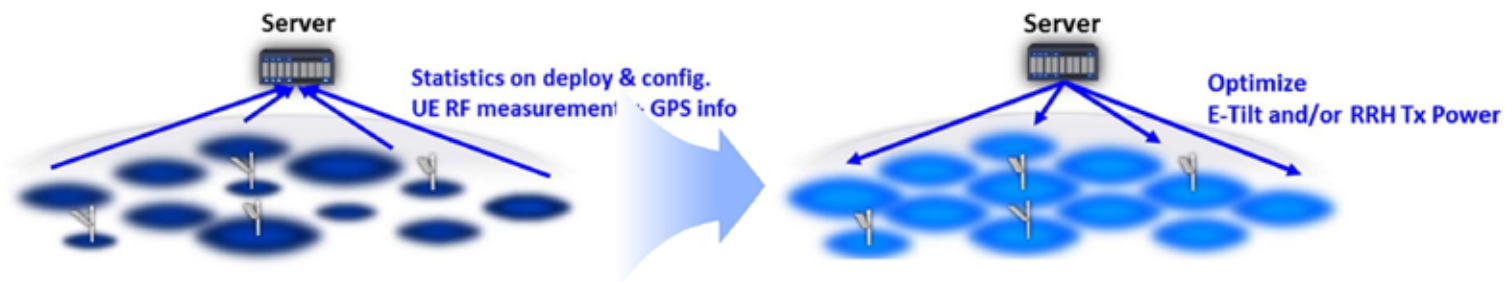 Server
Statistics on deploy & config.
UE RF measurement + GPS info
Server
Optimize
E-Tilt and/or RRH Tx Power